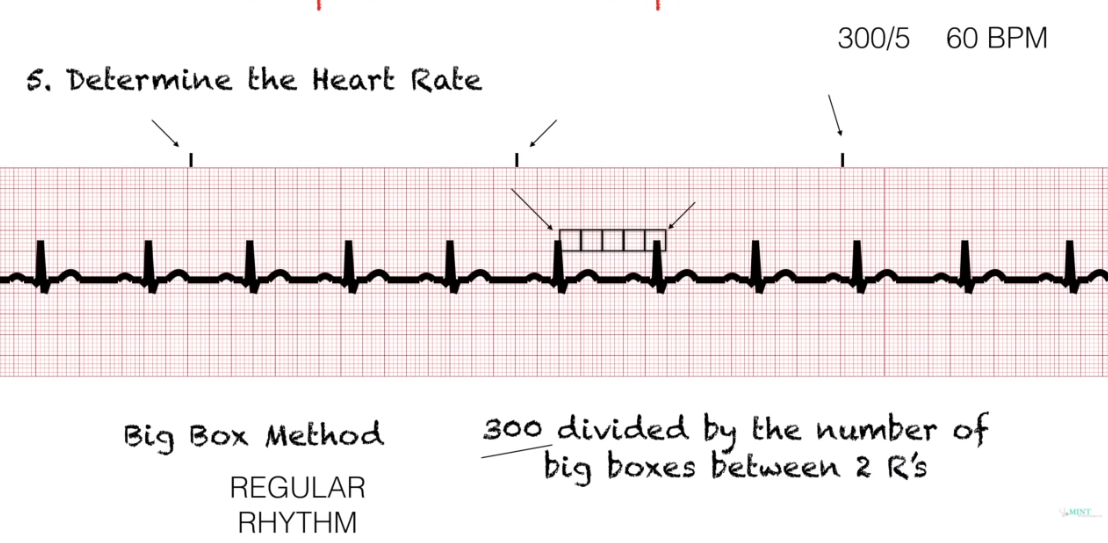 300/5 60 BPM
5. Determine the Heart Rate
Big Box Method
300 divided by the number of
big boxes between 2 R's
REGULAR
RHYTHM
MINT